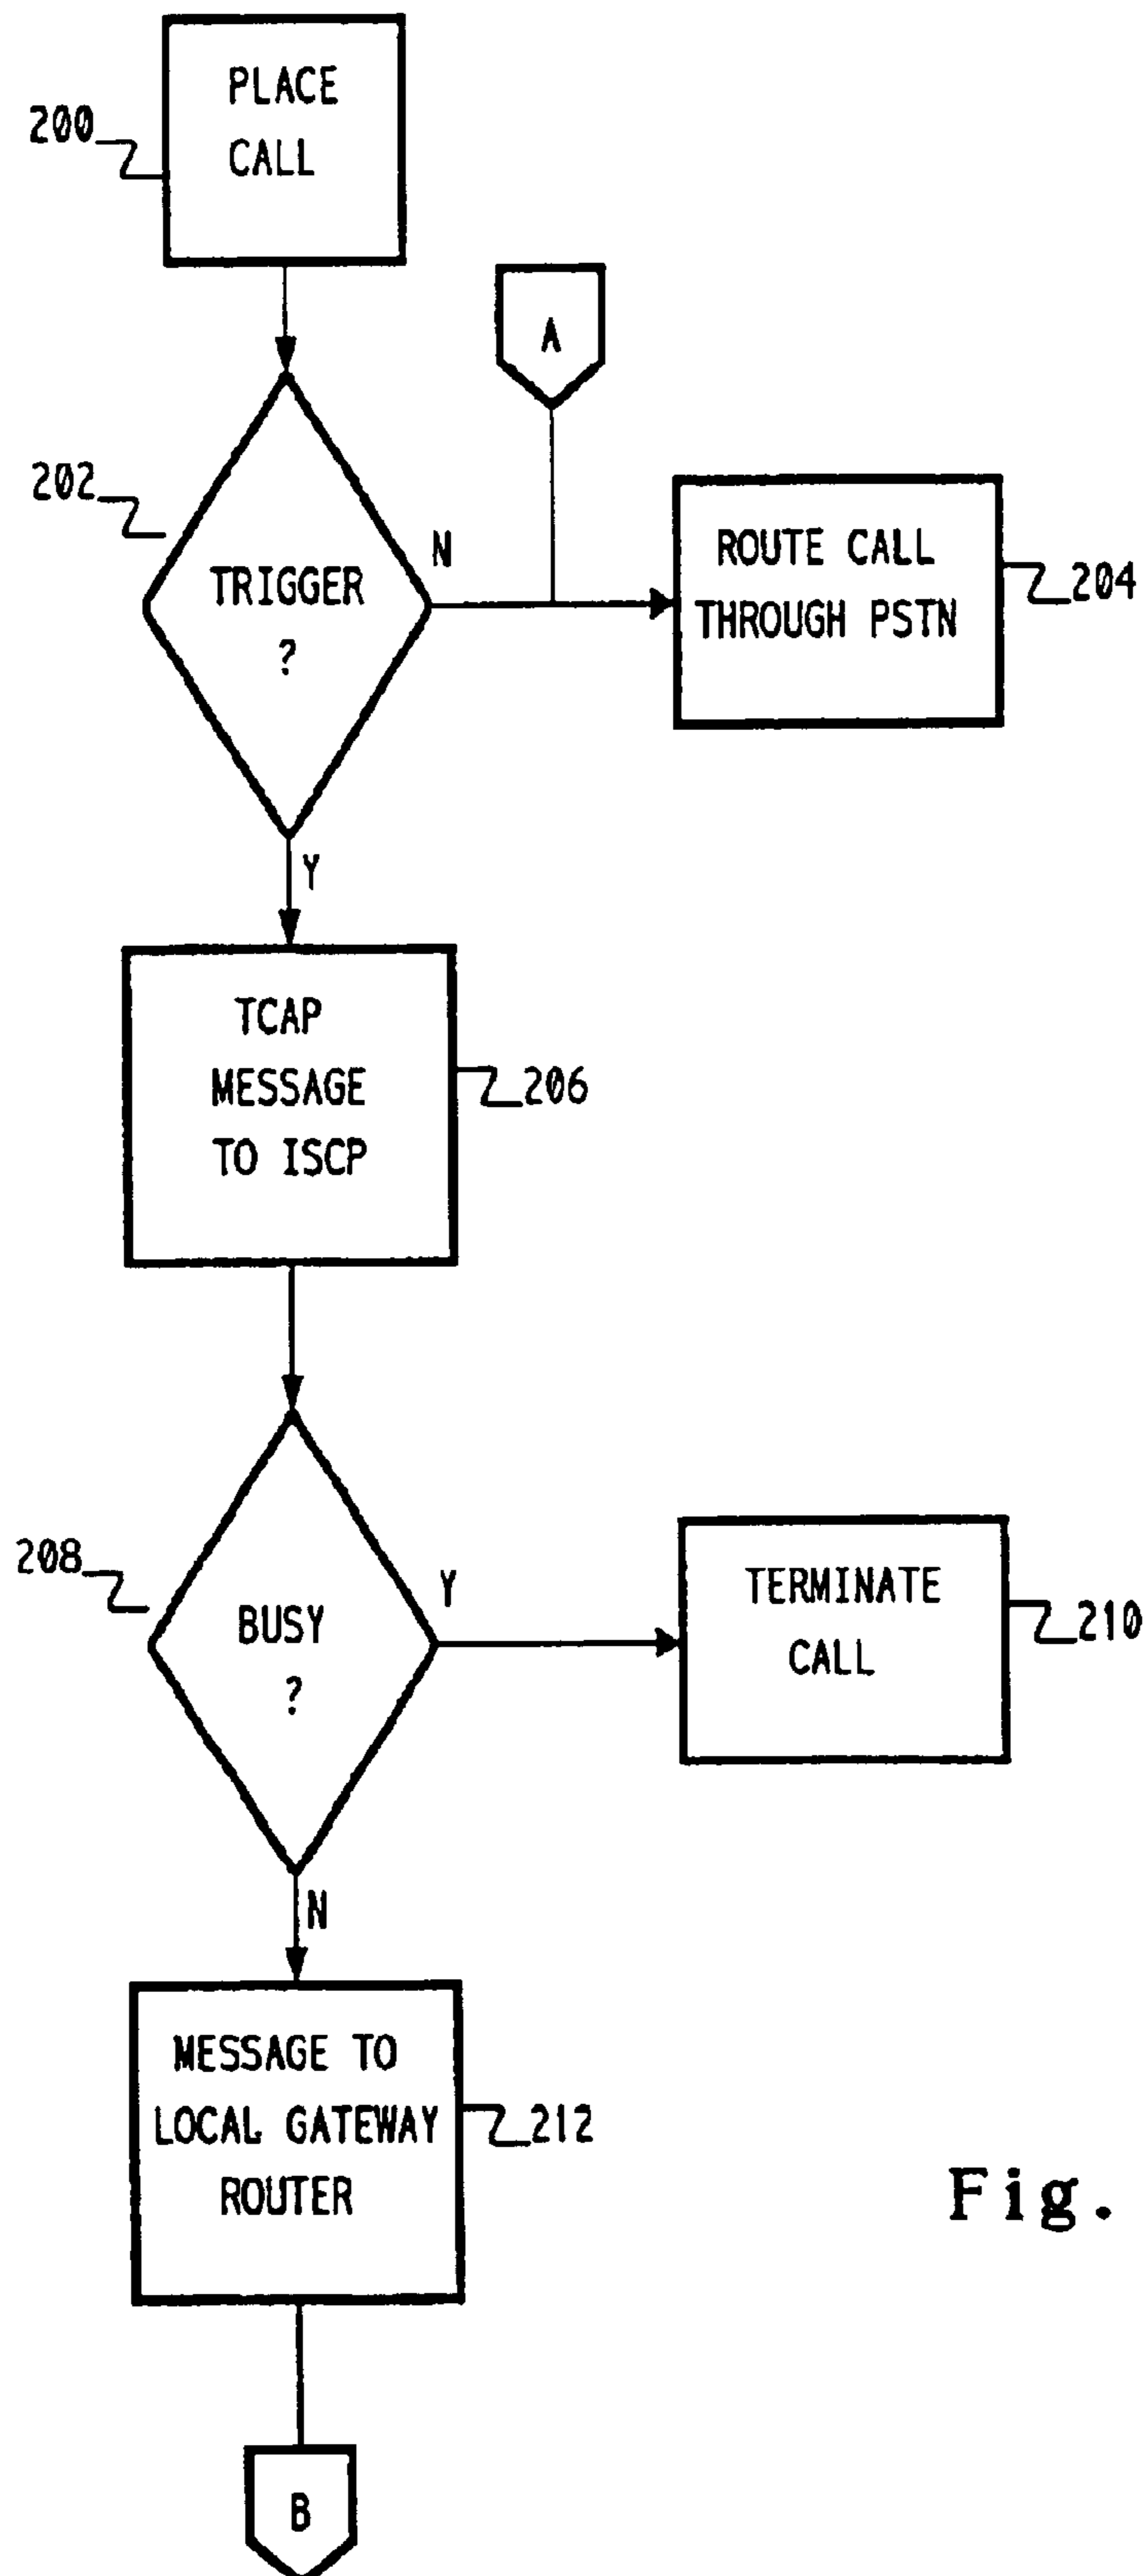 PLACE
CALL
200
A
202
TRIGGER
?
N
ROUTE CALL
THROUGH PSTN
204
Y
TCAP
MESSAGE
TO ISCP
206
208
BUSY
?
Y
TERMINATE
CALL
210
N
MESSAGE TO
LOCAL GATEWAY
ROUTER
212
Fig.
B